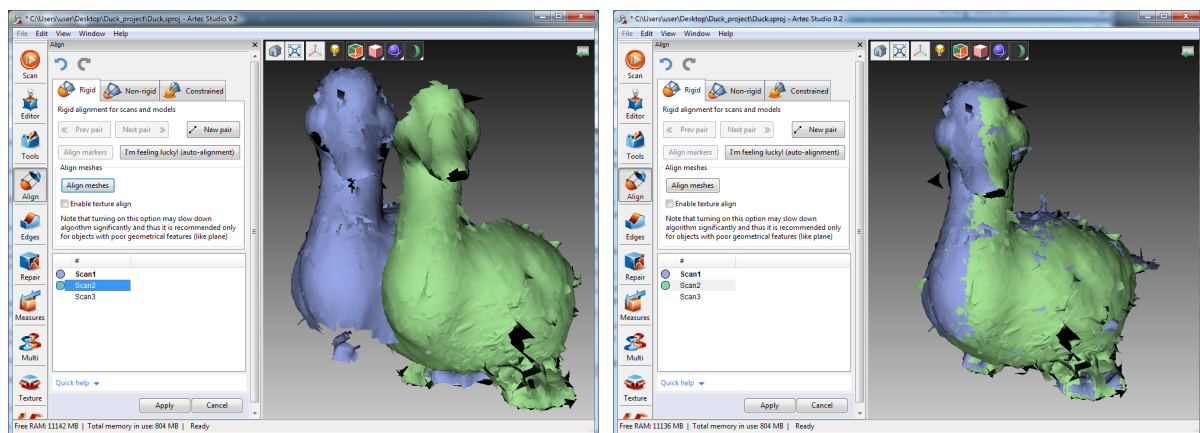 * C:\Users\user\Desktop\Duck_project\Duck.sproj - Artec Studio 9.2
File Edit View Window Help
Align
Scan
Editor
Tools
Align
Edges
Repair
Measures
Multi
Texture
Rigid Non-rigid Constrained
Rigid alignment for scans and models
Prev pair Next pair New pair
Align markers I'm feeling lucky! (auto-alignment)
Align meshes
Align meshes
Enable texture align
Note that turning on this option may slow down
algorithm significantly and thus it is recommended only
for objects with poor geometrical features (like plane)
#
Scan1
Scan2
Scan3
Quick help
Apply Cancel
Free RAM: 11142 MB | Total memory in use: 804 MB | Ready
* C:\Users\user\Desktop\Duck_project\Duck.sproj - Artec Studio 9.2
File Edit View Window Help
Align
Scan
Editor
Tools
Align
Edges
Repair
Measures
Multi
Texture
Rigid Non-rigid Constrained
Rigid alignment for scans and models
Prev pair Next pair New pair
Align markers I'm feeling lucky! (auto-alignment)
Align meshes
Align meshes
Enable texture align
Note that turning on this option may slow down
algorithm significantly and thus it is recommended only
for objects with poor geometrical features (like plane)
#
Scan1
Scan2
Scan3
Quick help
Apply Cancel
Free RAM: 11136 MB | Total memory in use: 804 MB | Ready